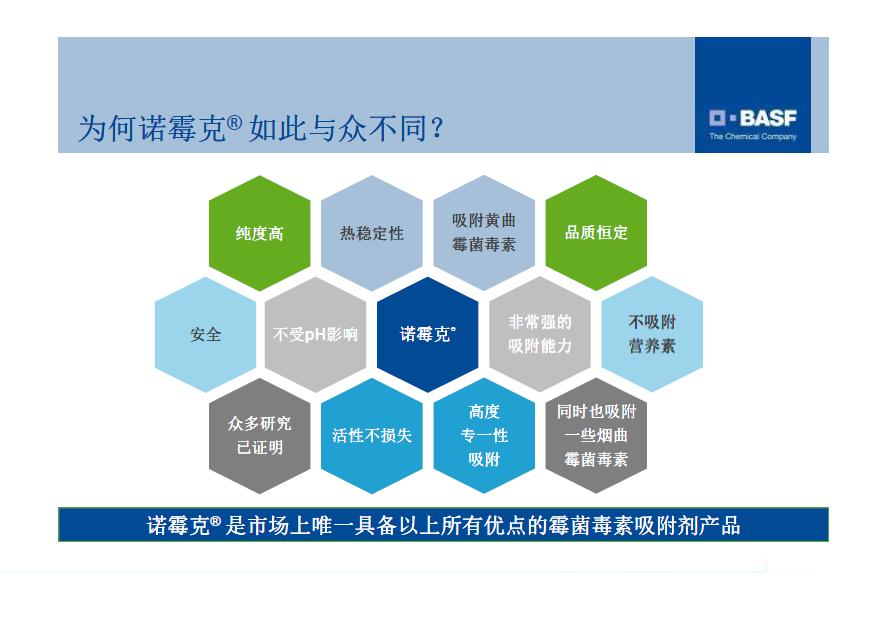 BASF
The Chemical Company
为何诺霉克®如此与众不同？
纯度高
热稳定性
吸附黄曲
霉菌毒素
品质恒定
安全
不受pH影响
诺霉克®
非常强的
吸附能力
不吸附
营养素
众多研究
已证明
活性不损失
高度
专一性
吸附
同时也吸附
一些烟曲
霉菌毒素
诺霉克®是市场上唯一具备以上所有优点的霉菌毒素吸附剂产品